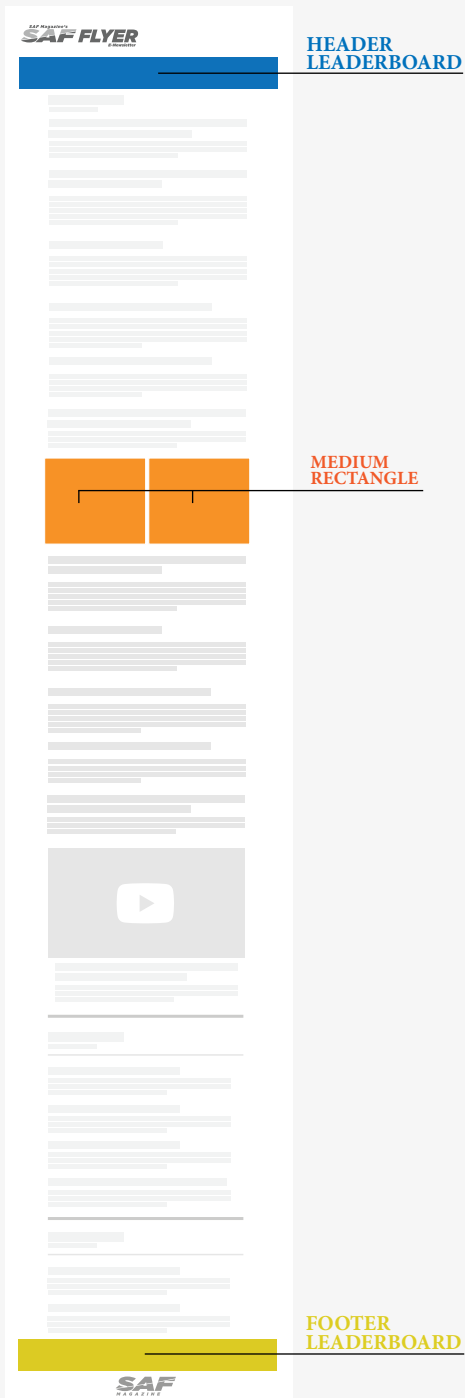 SAF Magazine's
SAF FLYER
E-Newsletter
HEADER
LEADERBOARD
MEDIUM
RECTANGLE
FOOTER
LEADERBOARD
SAF
MAGAZINE